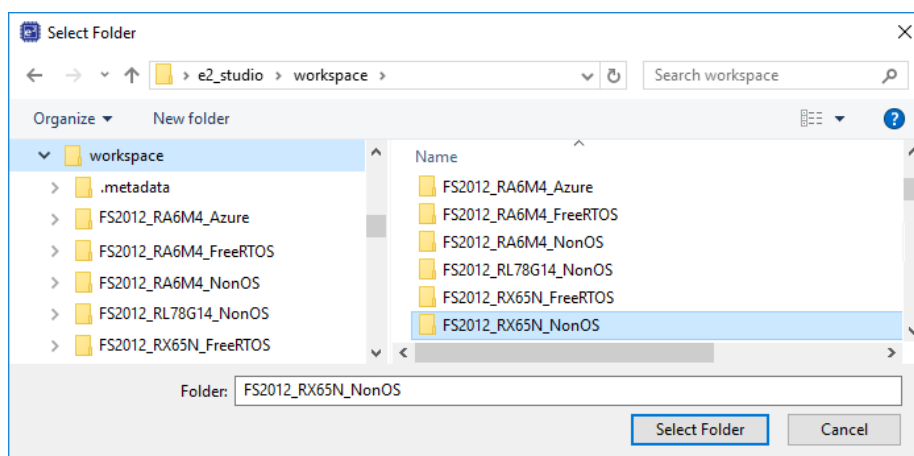 e2 Select Folder
e2_studio > workspace >
Search workspace
Organize
New folder
?
workspace
.metadata
FS2012_RA6M4_Azure
FS2012_RA6M4_FreeRTOS
FS2012_RA6M4_NonOS
FS2012_RL78G14_NonOS
FS2012_RX65N_FreeRTOS
Name
FS2012_RA6M4_Azure
FS2012_RA6M4_FreeRTOS
FS2012_RA6M4_NonOS
FS2012_RL78G14_NonOS
FS2012_RX65N_FreeRTOS
FS2012_RX65N_NonOS
Folder: FS2012_RX65N_NonOS
Select Folder
Cancel